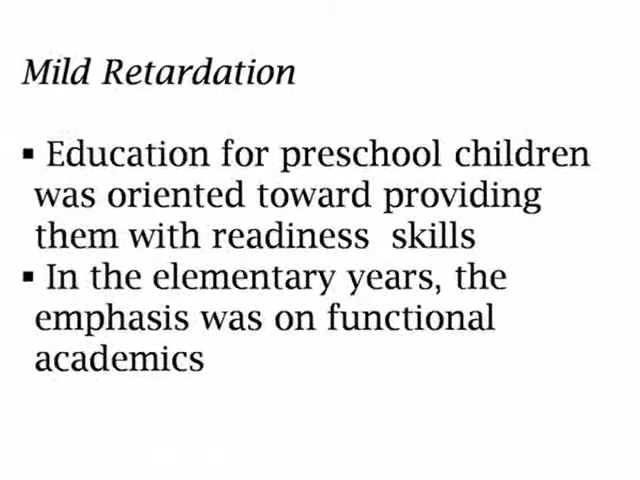 Mild Retardation
▪ Education for preschool children
was oriented toward providing
them with readiness  skills
▪ In the elementary years, the
emphasis was on functional
academics